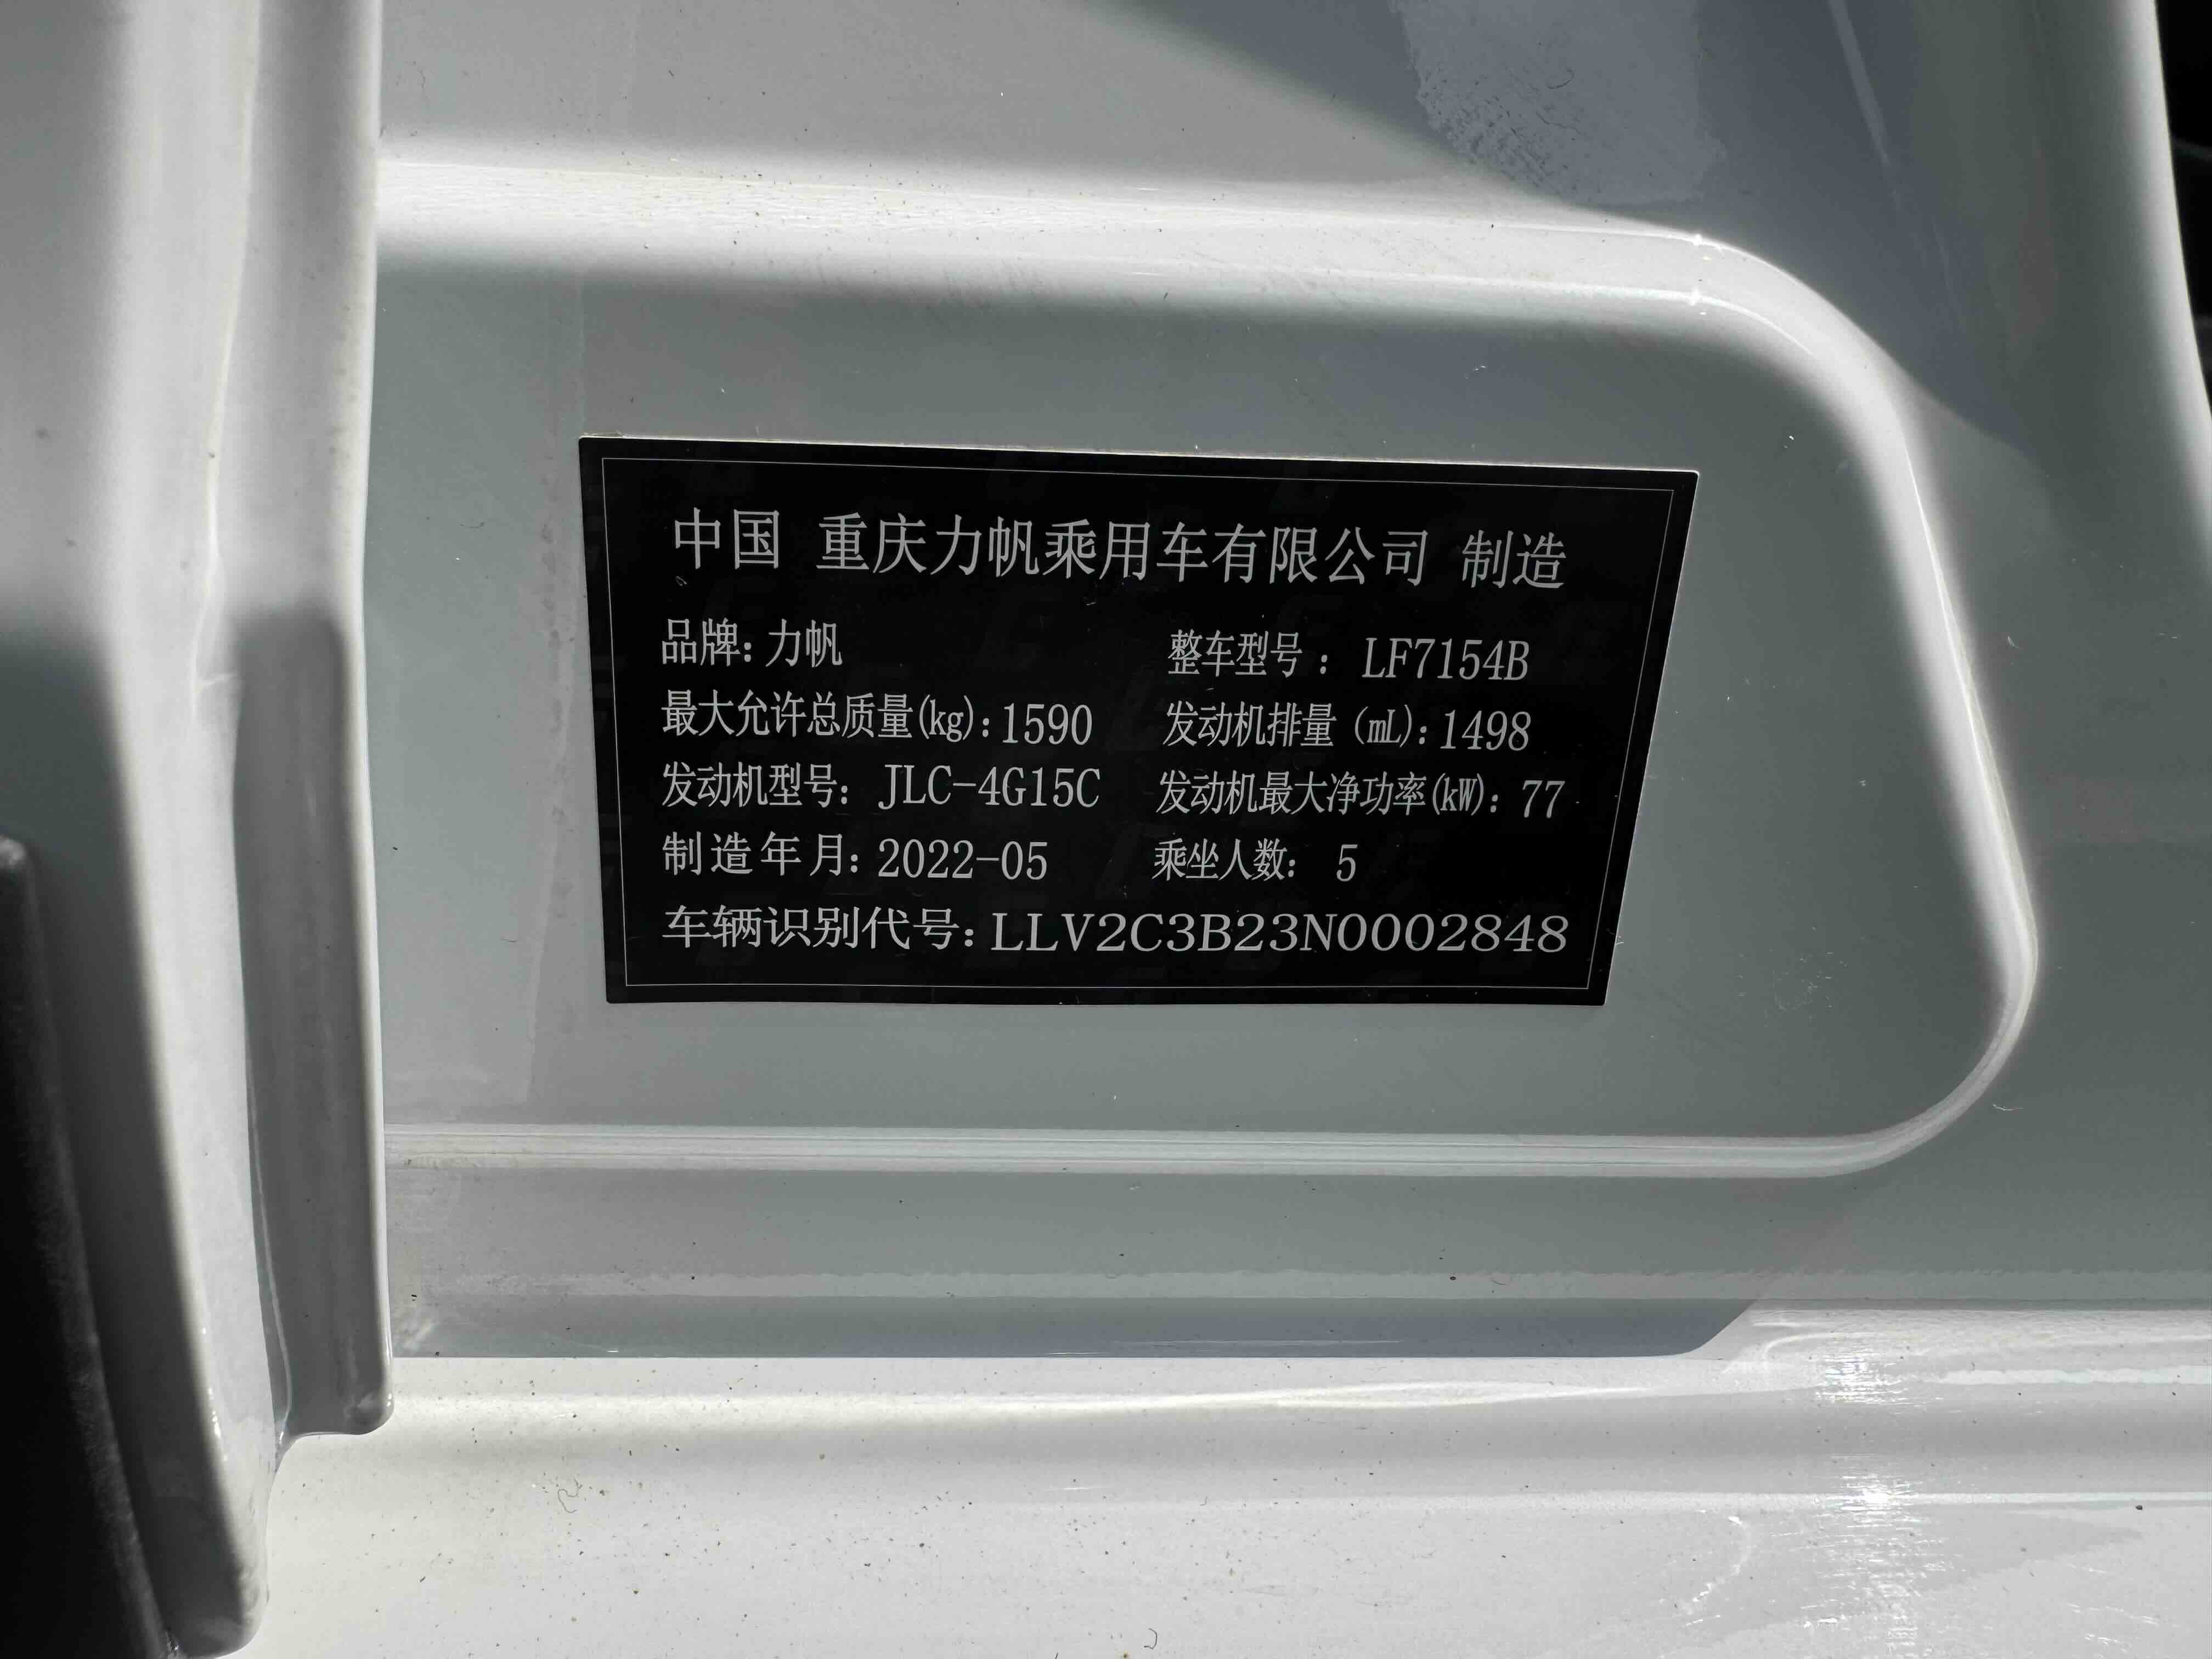 中国 重庆力帆乘用车有限公司 制造
品牌: 力帆 整车型号: LF7154B
最大允许总质量(kg): 1590 发动机排量 (mL): 1498
发动机型号: JLC-4G15C 发动机最大净功率(kW): 77
制造年月: 2022-05 乘坐人数: 5
车辆识别代号: LLV2C3B23N0002848